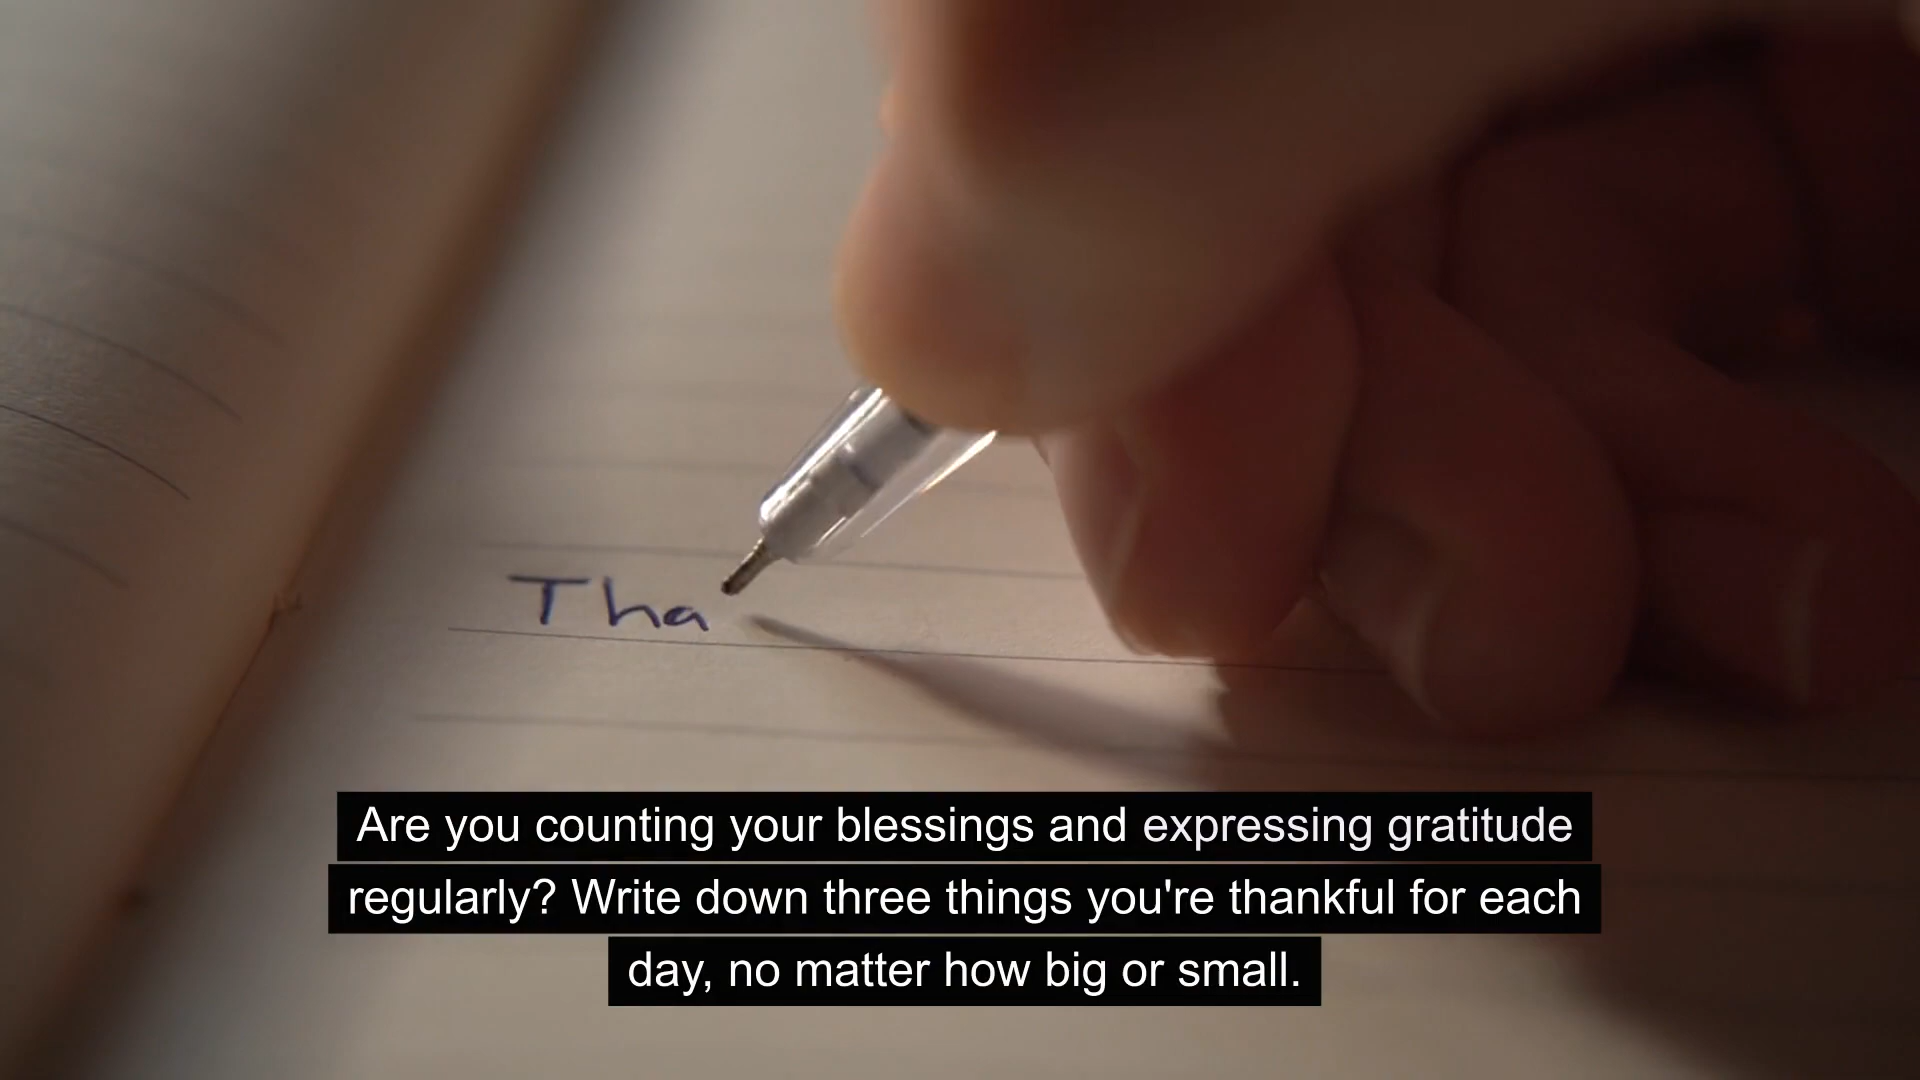 Tha
Are you counting your blessings and expressing gratitude
regularly? Write down three things you're thankful for each
day, no matter how big or small.